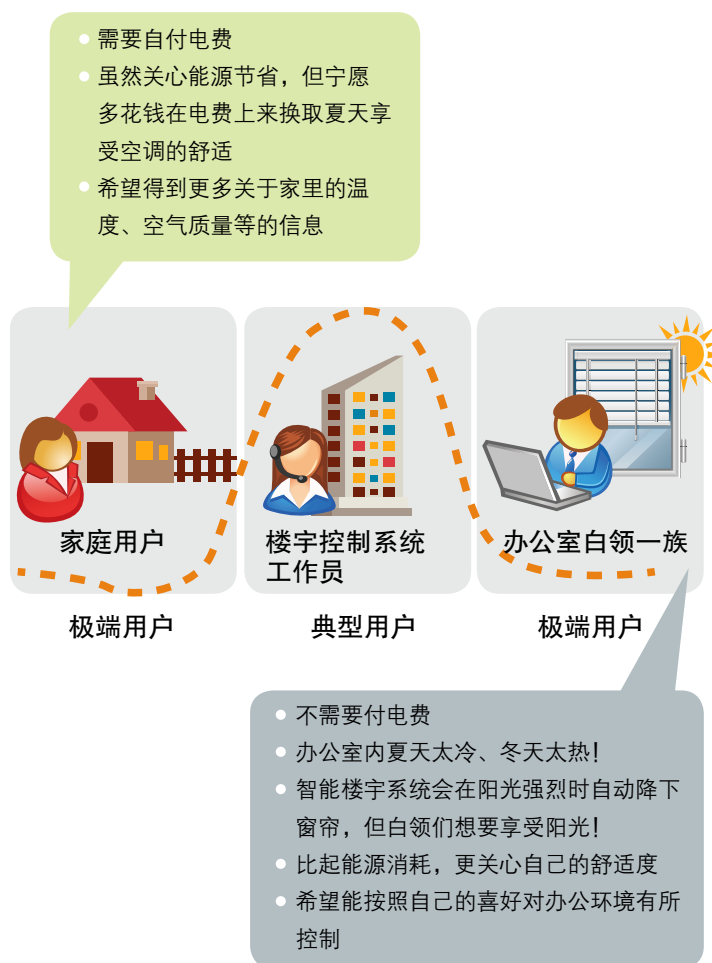 需要自付电费
虽然关心能源节省，但宁愿
多花钱在电费上来换取夏天享
受空调的舒适
希望得到更多关于家里的温
度、空气质量等的信息
家庭用户
楼宇控制系统
工作员
办公室白领一族
极端用户
典型用户
极端用户
不需要付电费
办公室内夏天太冷、冬天太热！
智能楼宇系统会在阳光强烈时自动降下
窗帘，但白领们想要享受阳光！
比起能源消耗，更关心自己的舒适度
希望能按照自己的喜好对办公环境有所
控制